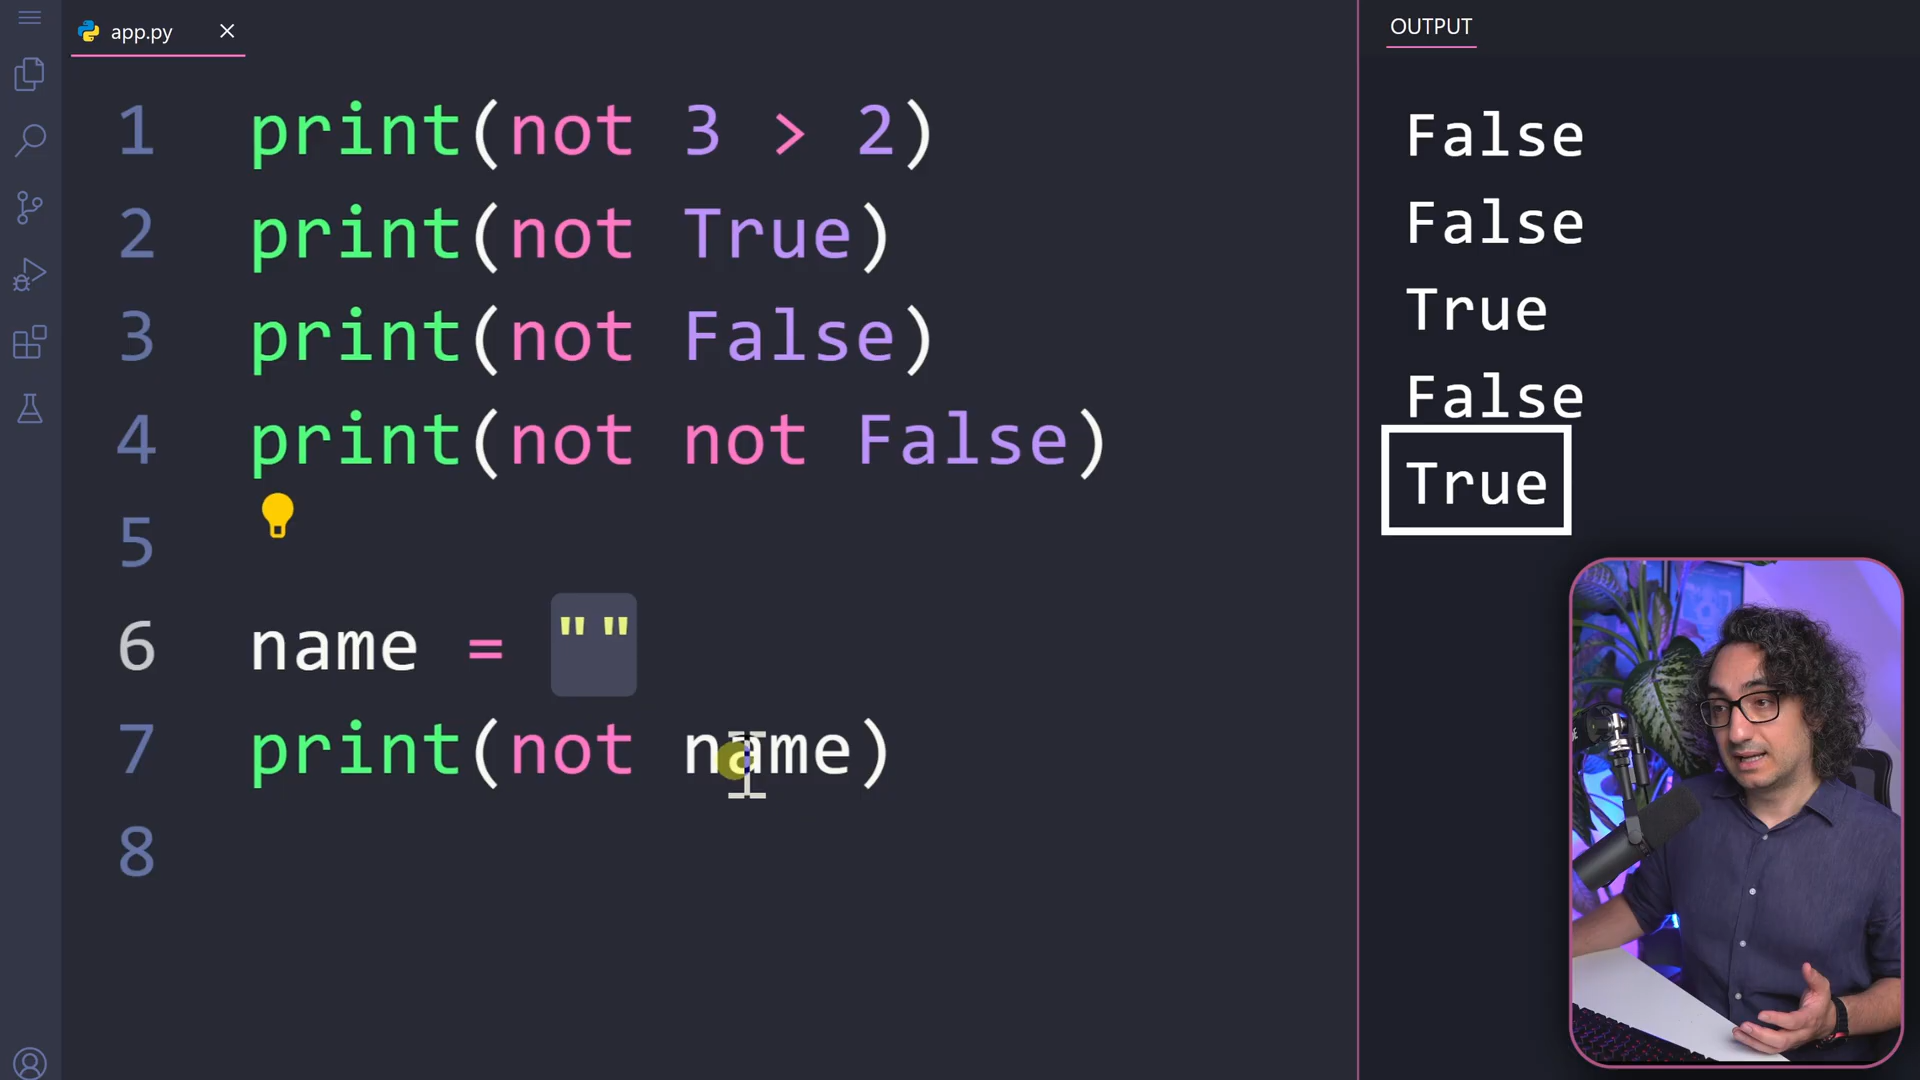 app.py
1 print(not 3 > 2)
2 print(not True)
3 print(not False)
4 print(not not False)
5
6 name = ""
7 print(not name)
8
OUTPUT
False
False
True
False
True